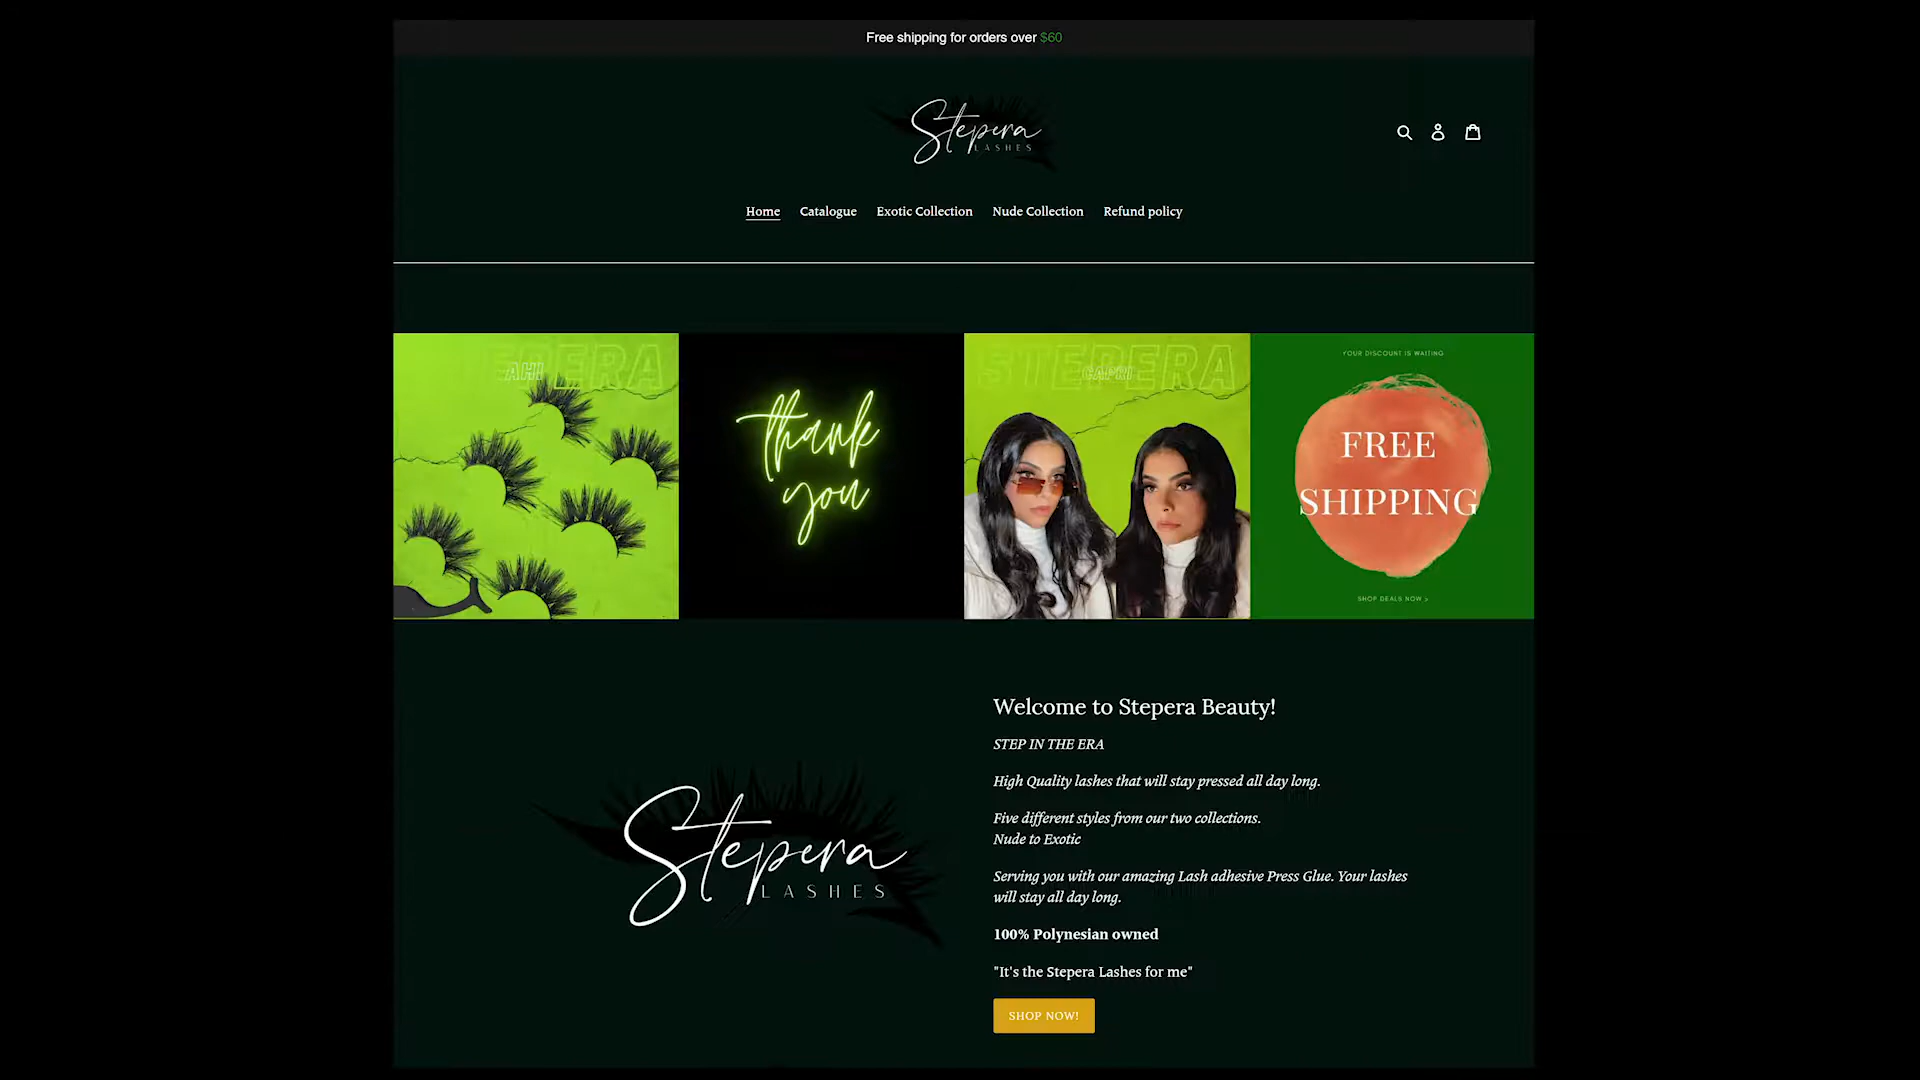 Free shipping for orders over $60
Stepera
LASHES
Home Catalogue Exotic Collection Nude Collection Refund policy
STEPERA
CAPRI
thank
you
YOUR DISCOUNT IS WAITING
FREE
SHIPPING
SHOP DEALS NOW >
Welcome to Stepera Beauty!
STEP IN THE ERA
High Quality lashes that will stay pressed all day long.
Five different styles from our two collections.
Nude to Exotic
Serving you with our amazing Lash adhesive Press Glue. Your lashes
will stay all day long.
100% Polynesian owned
"It's the Stepera Lashes for me"
SHOP NOW!
Stepera
LASHES